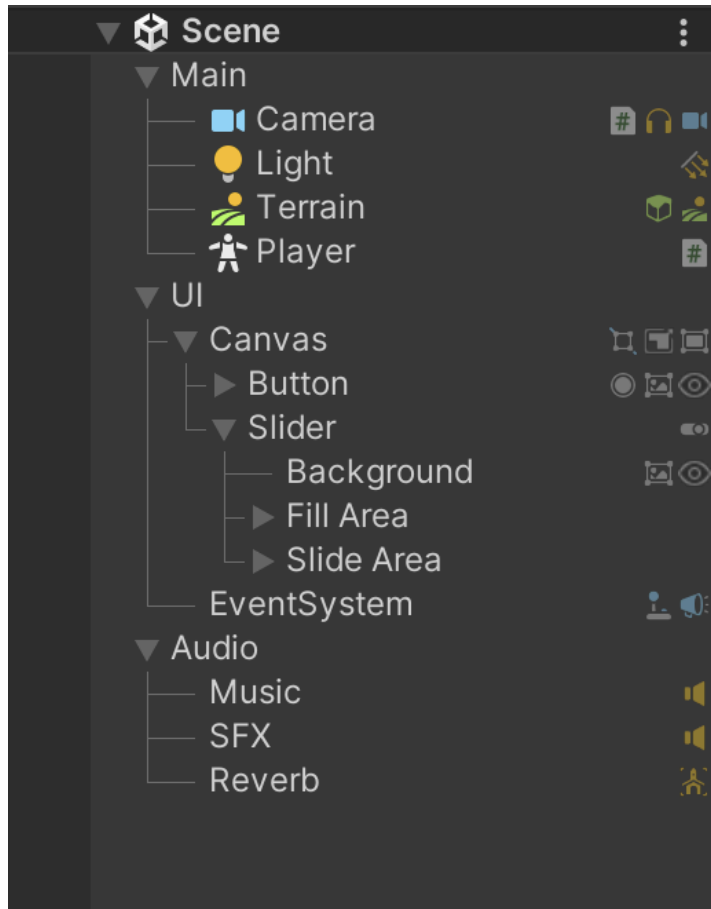 Scene
Main
Camera
Light
Terrain
Player
UI
Canvas
Button
Slider
Background
Fill Area
Slide Area
EventSystem
Audio
Music
SFX
Reverb